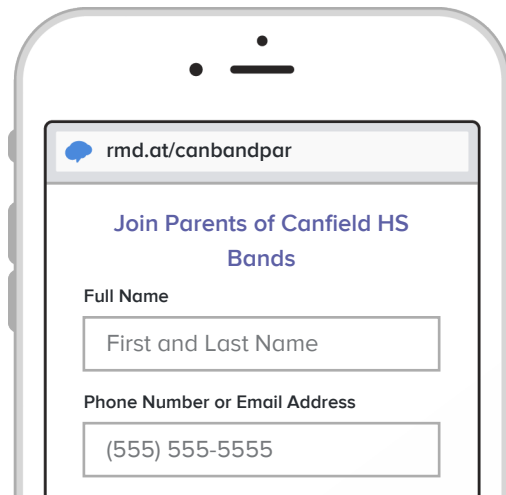 rmd.at/canbandpar
Join Parents of Canfield HS
Bands
Full Name
First and Last Name
Phone Number or Email Address
(555) 555-5555